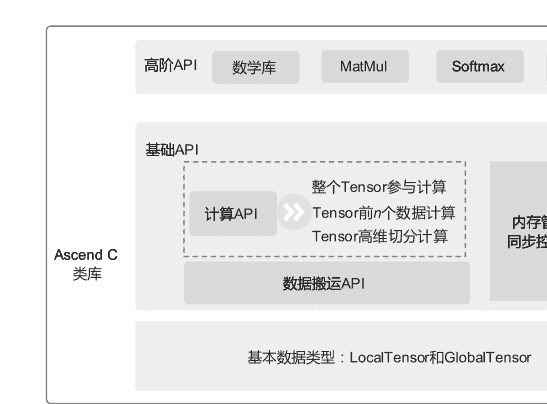 高阶API
数学库
MatMul
Softmax
基础API
计算API
整个Tensor参与计算
Tensor前n个数据计算
Tensor高维切分计算
内存管
同步控
数据搬运API
Ascend C
类库
基本数据类型：LocalTensor和GlobalTensor